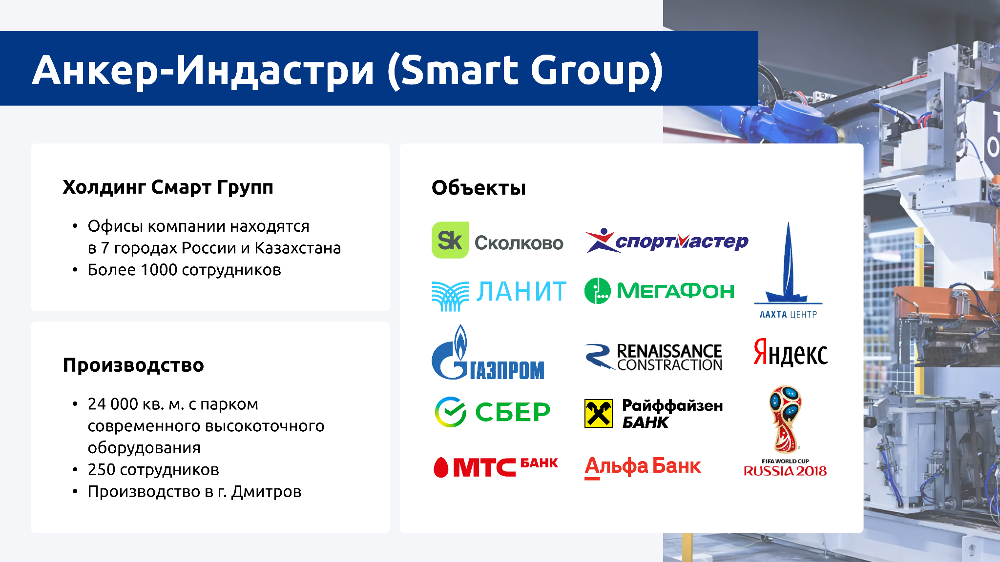 Анкер-Индастри (Smart Group)
Холдинг Смарт Групп
• Офисы компании находятся
в 7 городах России и Казахстана
• Более 1000 сотрудников
Производство
• 24 000 кв. м. с парком
современного высокоточного
оборудования
• 250 сотрудников
• Производство в г. Дмитров
Объекты
Sk Сколково
спортмастер
ЛАНИТ
МЕГАФОН
ЛАХТА ЦЕНТР
ГАЗПРОМ
RENAISSANCE
CONSTRACTION
Яндекс
СБЕР
Райффайзен
БАНК
МТС БАНК
Альфа Банк
FIFA WORLD CUP
RUSSIA 2018